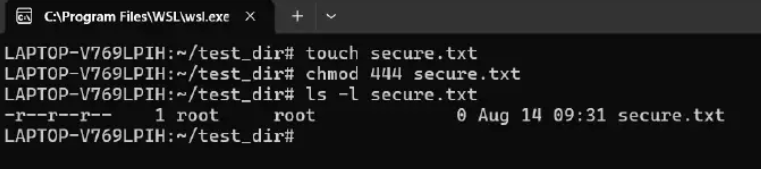 C:\Program Files\WSL\wsl.exe
LAPTOP-V769LPIH:~/test_dir# touch secure.txt
LAPTOP-V769LPIH:~/test_dir# chmod 444 secure.txt
LAPTOP-V769LPIH:~/test_dir# ls -l secure.txt
-r--r--r--    1 root     root             0 Aug 14 09:31 secure.txt
LAPTOP-V769LPIH:~/test_dir#